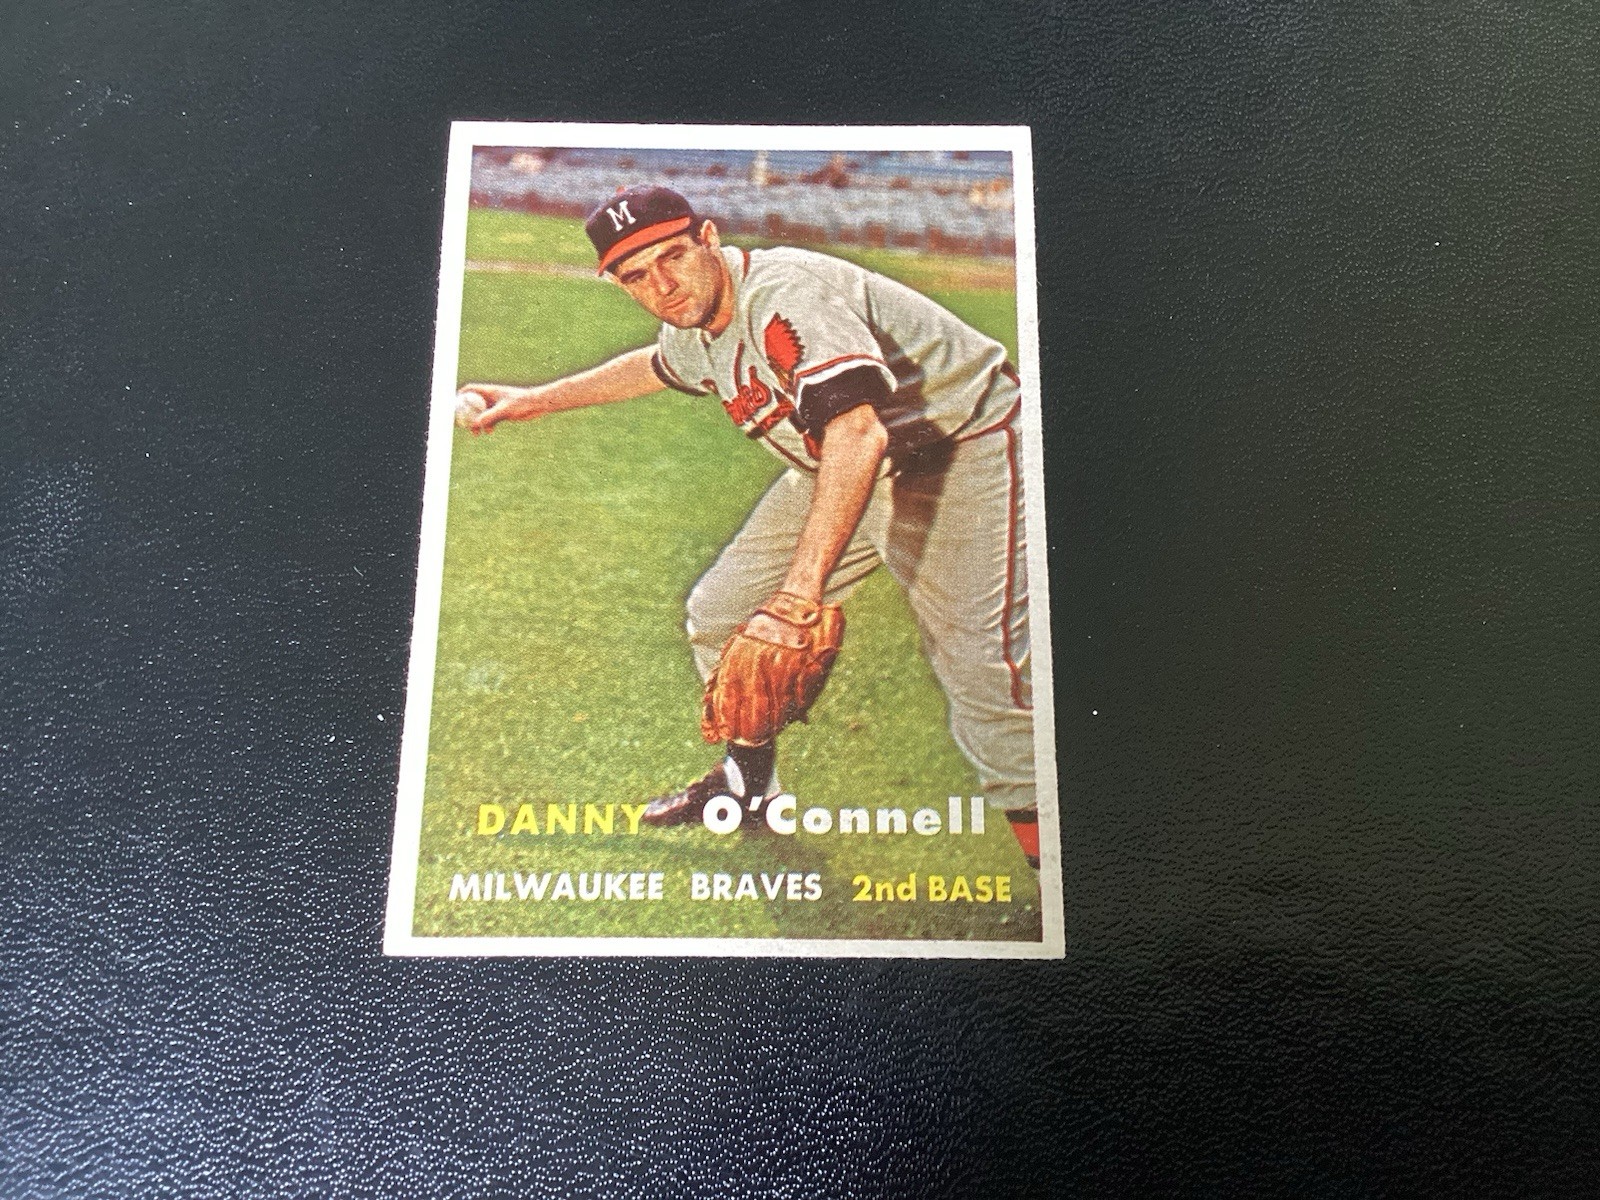 M
DANNY O'Connell
MILWAUKEE BRAVES 2nd BASE